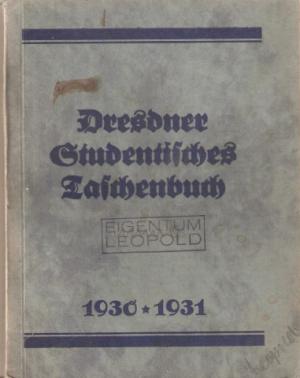 Dresdner
Studentisches
Taschenbuch
EIGENTUM
LEOPOLD
1930 ★ 1931